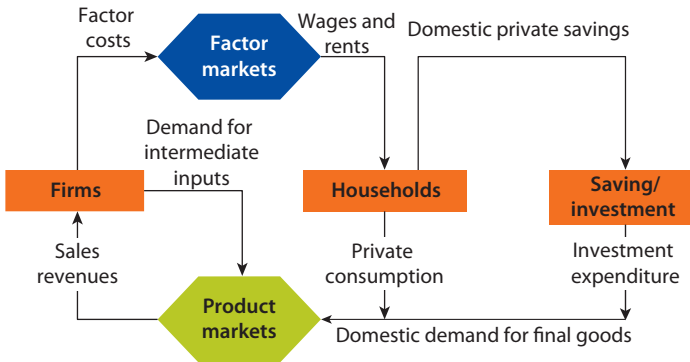 Factor
costs
Factor
markets
Wages and
rents
Domestic private savings
Demand for
intermediate
inputs
Firms
Households
Saving/
investment
Sales
revenues
Private
consumption
Investment
expenditure
Product
markets
Domestic demand for final goods